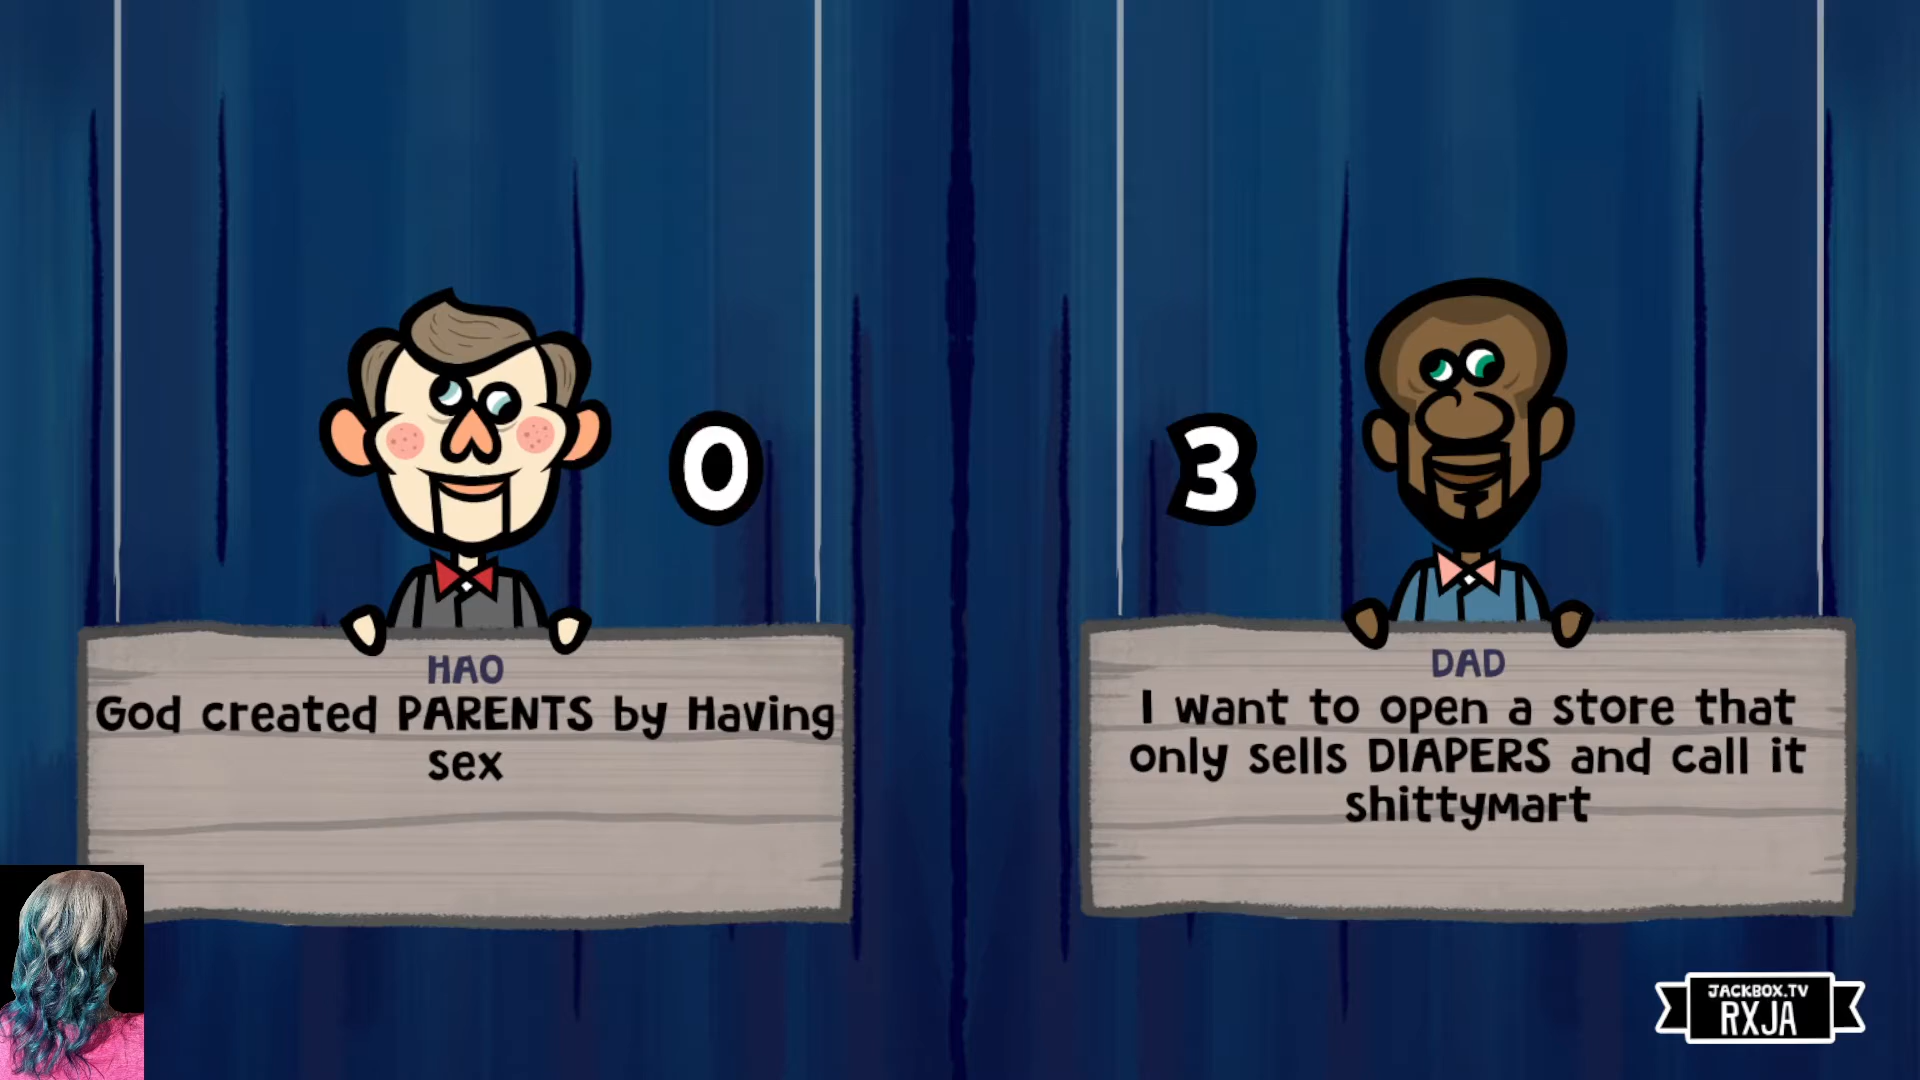 0
3
HAO
God created PARENTS by Having
sex
DAD
I want to open a store that
only sells DIAPERS and call it
shittymart
JACKBOX.TV
RXJA